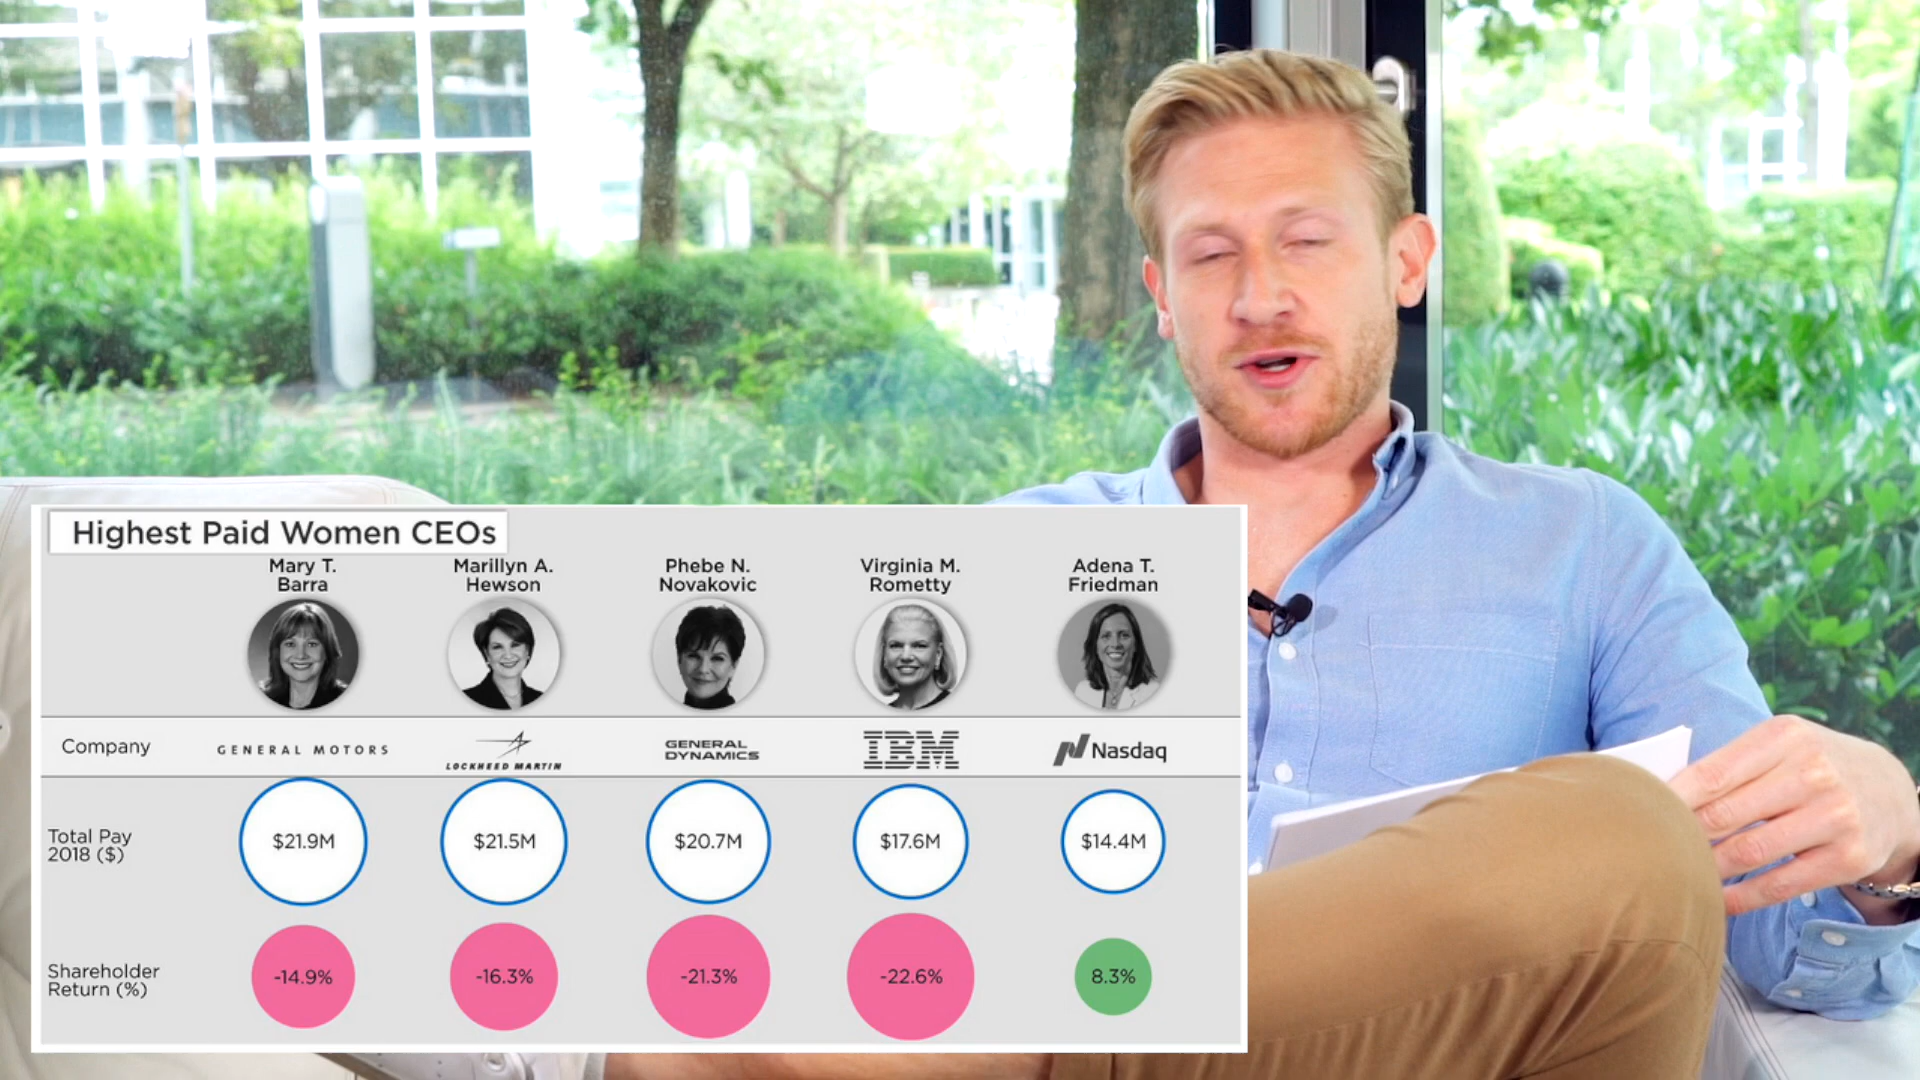 Highest Paid Women CEOs
Mary T.
Barra
Marillyn A.
Hewson
Phebe N.
Novakovic
Virginia M.
Rometty
Adena T.
Friedman
Company
GENERAL MOTORS
LOCKHEED MARTIN
GENERAL
DYNAMICS
IBM
Nasdaq
Total Pay
2018 ($)
$21.9M
$21.5M
$20.7M
$17.6M
$14.4M
Shareholder
Return (%)
-14.9%
-16.3%
-21.3%
-22.6%
8.3%